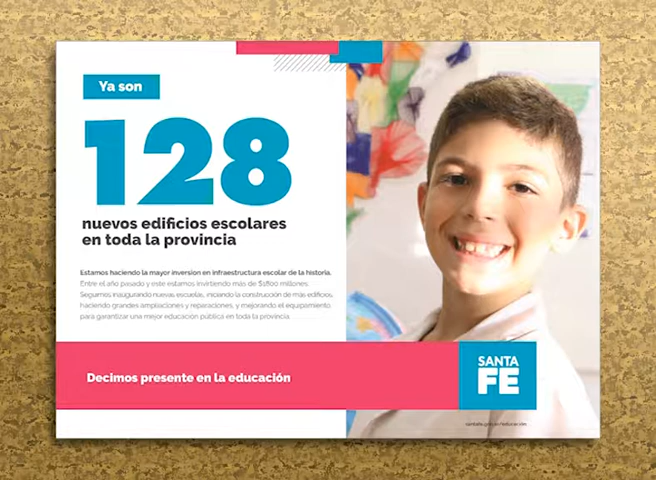 Ya son
128
nuevos edificios escolares
en toda la provincia
Estamos haciendo la mayor inversion en infraestructura escolar de la historia.
Entre el año pasado y este estamos invirtiendo más de $1800 millones.
Seguimos inaugurando nuevas escuelas, iniciando la construcción de más edificios,
haciendo grandes ampliaciones y reparaciones, y mejorando el equipamiento
para garantizar una mejor educación pública en toda la provincia.
Decimos presente en la educación
SANTA
FE